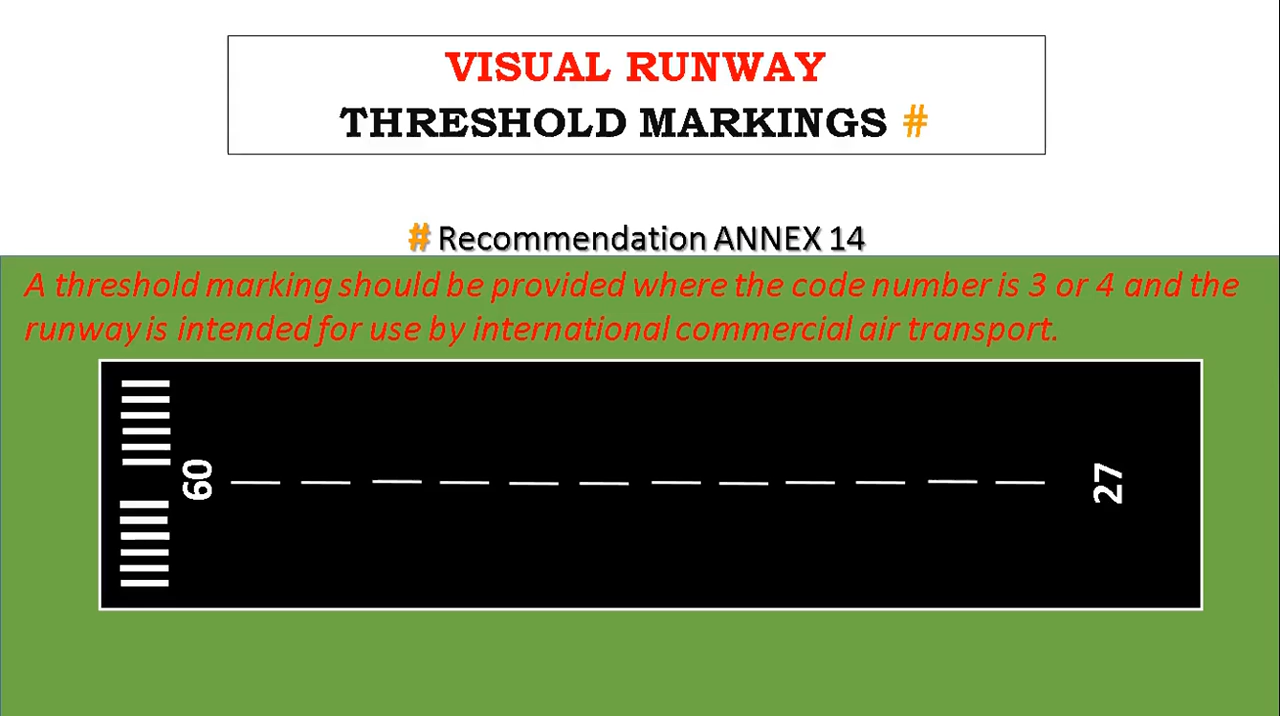 VISUAL RUNWAY
THRESHOLD MARKINGS #
# Recommendation ANNEX 14
A threshold marking should be provided where the code number is 3 or 4 and the
runway is intended for use by international commercial air transport.
09
27